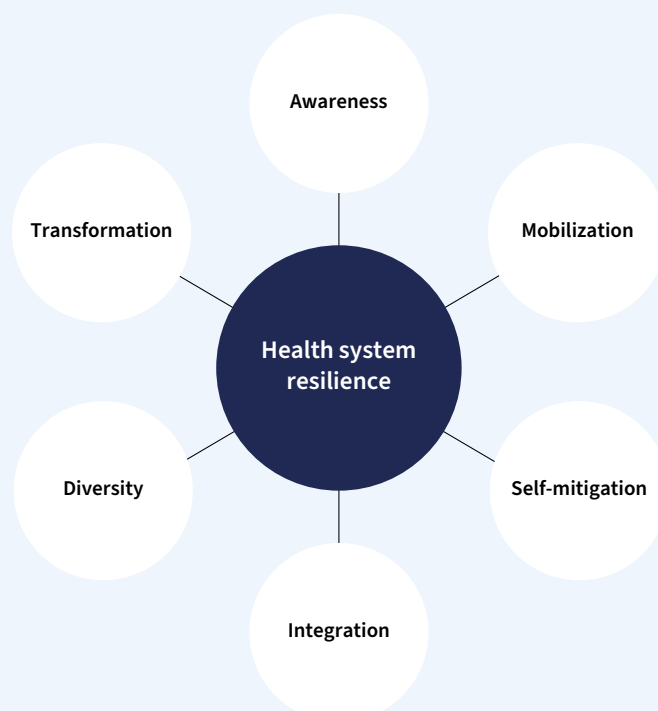 Awareness
Transformation
Mobilization
Health system
resilience
Diversity
Self-mitigation
Integration